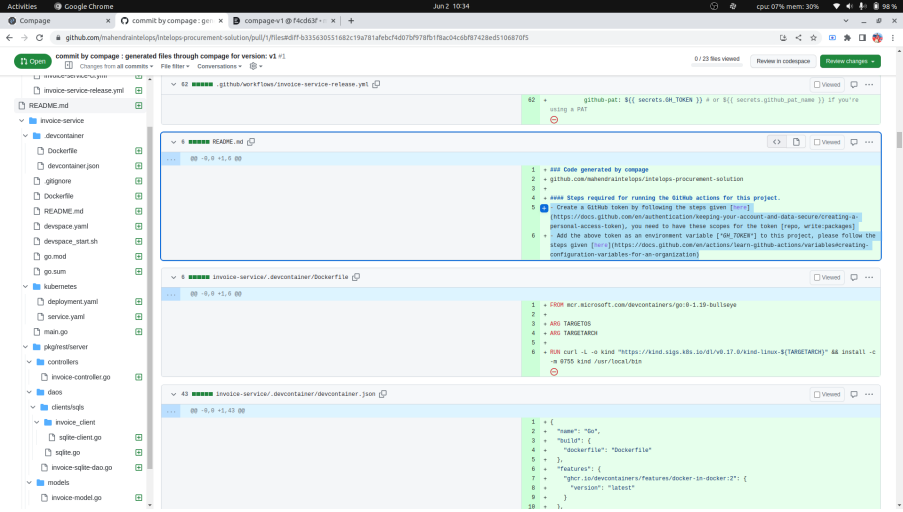 Activities
Google Chrome
Jun 2 10:34
cpu: 07% mem: 30%
98 %
Compage
commit by compage : gen
compage-v1 @ f4cd63f
github.com/mahendraintelops/intelops-procurement-solution/pull/1/files#diff-b335630551682c19a781afebcf4d07bf978fb1f8ac04c6bf87428ed5106870f5
Open
commit by compage : generated files through compage for version: v1 #1
Changes from all commits
File filter
Conversations
0 / 23 files viewed
Review in codespace
Review changes
invoice-service-ci.yml
invoice-service-release.yml
README.md
invoice-service
.devcontainer
Dockerfile
devcontainer.json
.gitignore
Dockerfile
README.md
devspace.yaml
devspace_start.sh
go.mod
go.sum
kubernetes
deployment.yaml
service.yaml
main.go
pkg/rest/server
controllers
invoice-controller.go
daos
clients/sqls
invoice_client
sqlite-client.go
sqlite.go
invoice-sqlite-dao.go
models
invoice-model.go
62 .github/workflows/invoice-service-release.yml
Viewed
62 + github-pat: ${{ secrets.GH_TOKEN }} # or ${{ secrets.github_pat_name }} if you're
using a PAT
6 README.md
Viewed
... @@ -0,0 +1,6 @@
1 + ### Code generated by compage
2 + github.com/mahendraintelops/intelops-procurement-solution
3 +
4 + #### Steps required for running the GitHub actions for this project.
5 + - Create a GitHub token by following the steps given [here]
(https://docs.github.com/en/authentication/keeping-your-account-and-data-secure/creating-a-
personal-access-token), you need to have these scopes for the token [repo, write:packages]
6 + - Add the above token as an environment variable [*GH_TOKEN*] to this project, please follow the
steps given [here](https://docs.github.com/en/actions/learn-github-actions/variables#creating-
configuration-variables-for-an-organization)
6 invoice-service/.devcontainer/Dockerfile
Viewed
... @@ -0,0 +1,6 @@
1 + FROM mcr.microsoft.com/devcontainers/go:0-1.19-bullseye
2 +
3 + ARG TARGETOS
4 + ARG TARGETARCH
5 +
6 + RUN curl -L -o kind "https://kind.sigs.k8s.io/dl/v0.17.0/kind-linux-${TARGETARCH}" && install -c
-m 0755 kind /usr/local/bin
43 invoice-service/.devcontainer/devcontainer.json
Viewed
... @@ -0,0 +1,43 @@
1 + {
2 + "name": "Go",
3 + "build": {
4 + "dockerfile": "Dockerfile"
5 + },
6 + "features": {
7 + "ghcr.io/devcontainers/features/docker-in-docker:2": {
8 + "version": "latest"
9 + }
10 + },